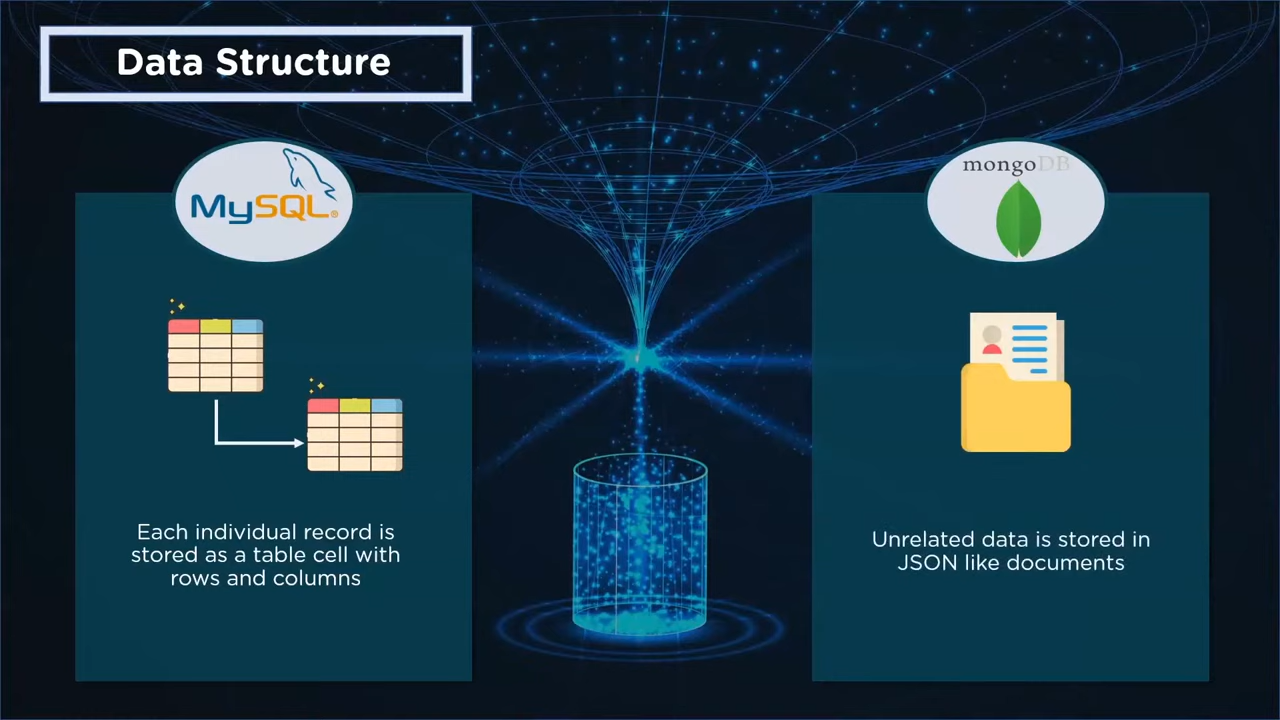 Data Structure
MySQL®
mongoDB
Each individual record is
stored as a table cell with
rows and columns
Unrelated data is stored in
JSON like documents